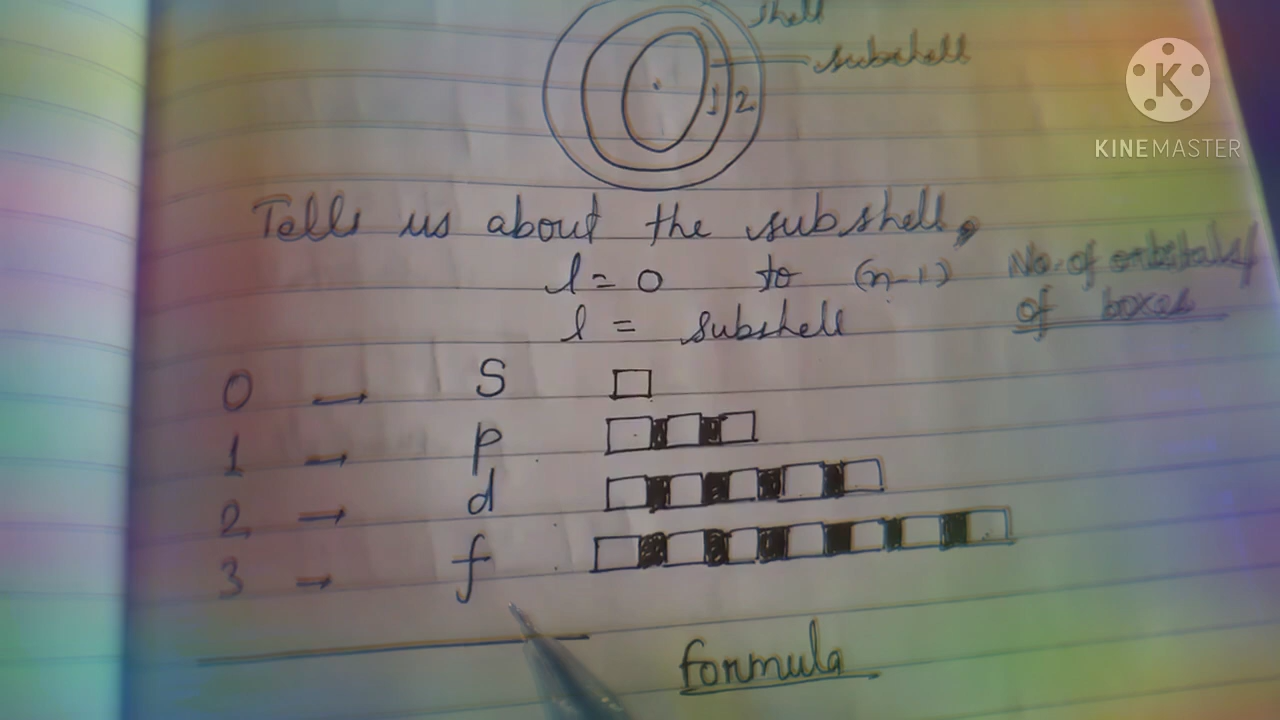 shell
subshell
1 2
Tells us about the subshell,
l = 0 to (n-1)
No. of orbitals/
of boxes
l = subshell
0 → S
1 → p
2 → d
3 → f
formula
K
KINEMASTER